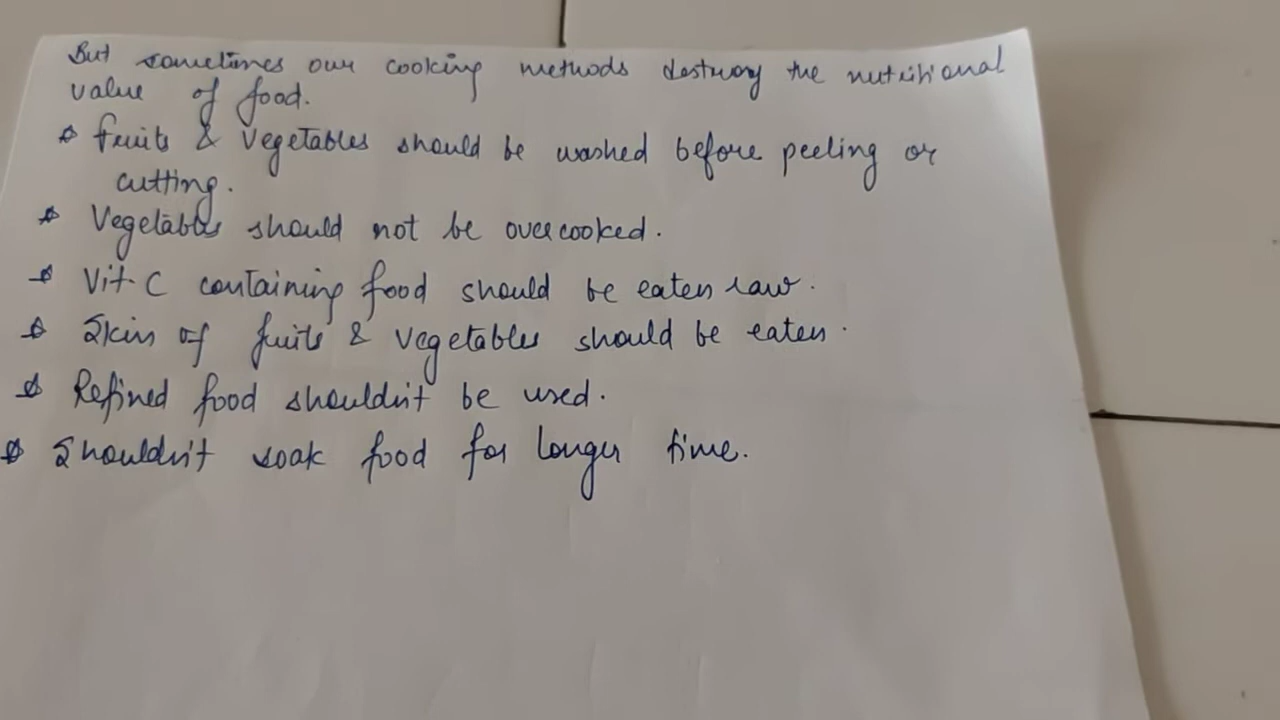 But sometimes our cooking methods destroy the nutritional
value of food.
* fruits & Vegetables should be washed before peeling or
cutting.
* Vegetables should not be overcooked.
* Vit C containing food should be eaten raw.
* Skin of fruits & vegetables should be eaten.
* Refined food shouldn't be used.
* Shouldn't soak food for longer time.